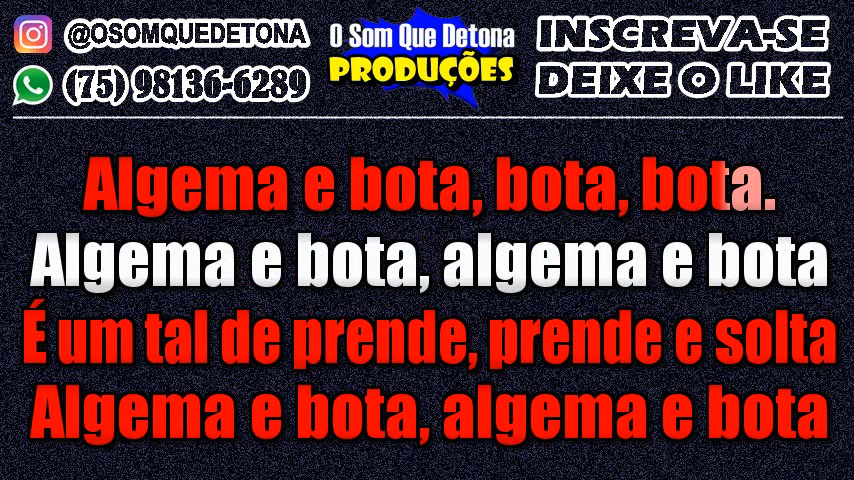 @OSOMQUEDETONA
(75) 98136-6289
O Som Que Detona
PRODUÇÕES
INSCREVA-SE
DEIXE O LIKE
Algema e bota, bota, bota.
Algema e bota, algema e bota
É um tal de prende, prende e solta
Algema e bota, algema e bota